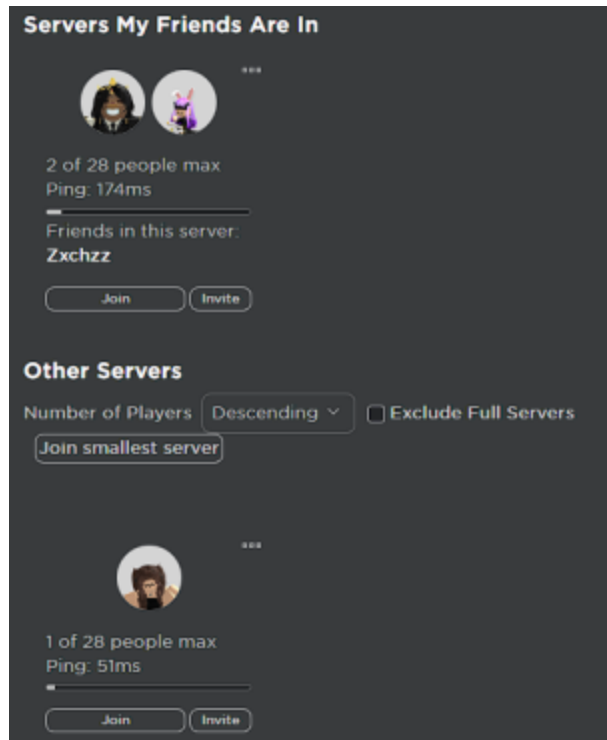 Servers My Friends Are In
2 of 28 people max
Ping: 174ms
Friends in this server:
Zxchzz
Join Invite
Other Servers
Number of Players Descending Exclude Full Servers
Join smallest server
1 of 28 people max
Ping: 51ms
Join Invite